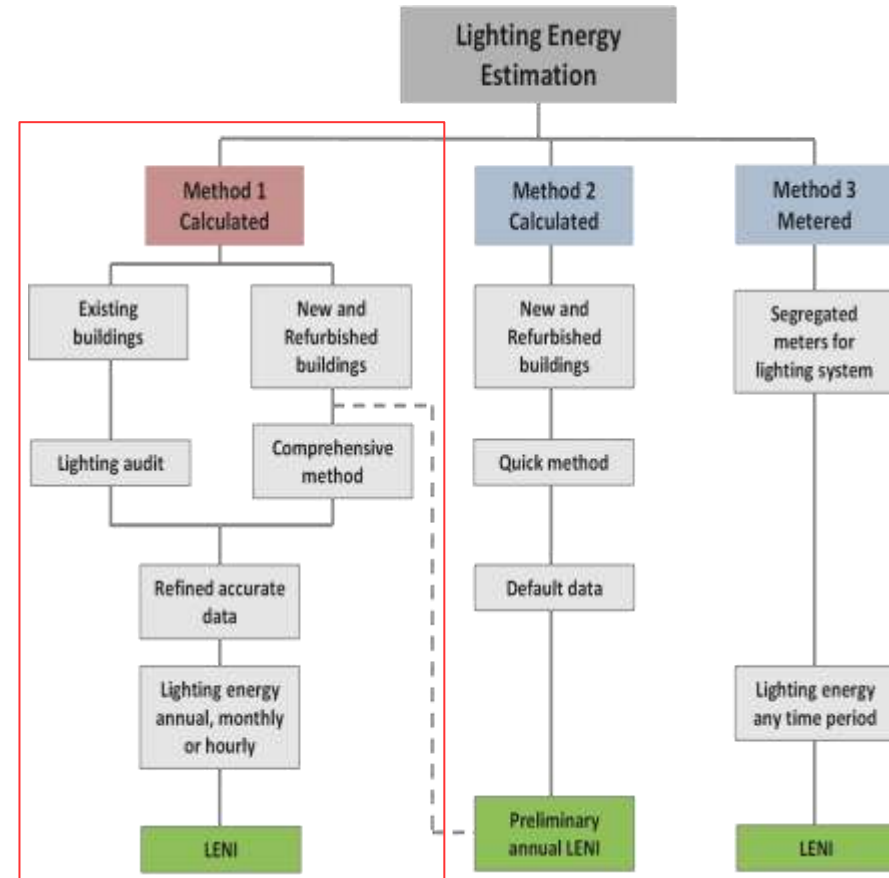 Lighting Energy
Estimation
Method 1
Calculated
Method 2
Calculated
Method 3
Metered
Existing
buildings
New and
Refurbished
buildings
New and
Refurbished
buildings
Segregated
meters for
lighting system
Lighting audit
Comprehensive
method
Quick method
Refined accurate
data
Default data
Lighting energy
annual, monthly
or hourly
Lighting energy
any time period
LENI
Preliminary
annual LENI
LENI